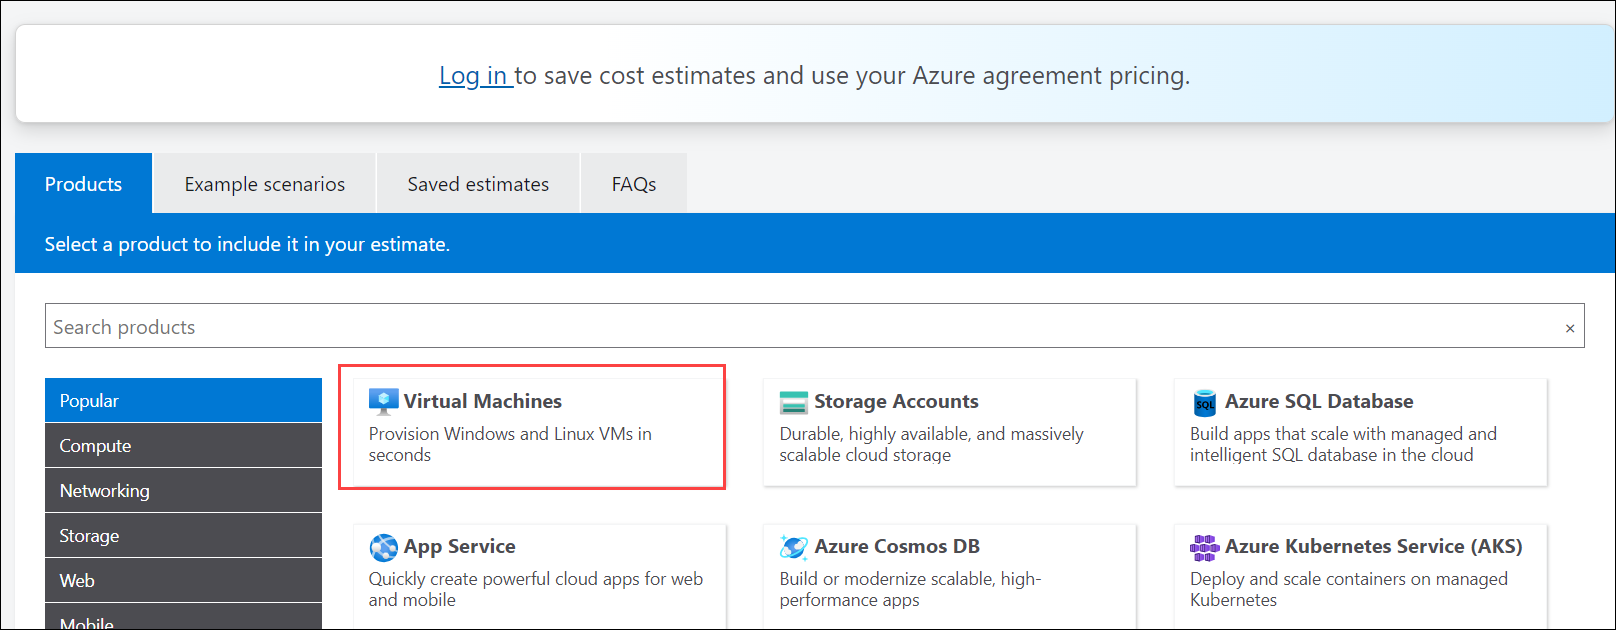 Log in to save cost estimates and use your Azure agreement pricing.
Products
Example scenarios
Saved estimates
FAQs
Select a product to include it in your estimate.
Search products
×
Popular
Compute
Networking
Storage
Web
Mobile
Virtual Machines
Provision Windows and Linux VMs in
seconds
Storage Accounts
Durable, highly available, and massively
scalable cloud storage
SQL
Azure SQL Database
Build apps that scale with managed and
intelligent SQL database in the cloud
App Service
Quickly create powerful cloud apps for web
and mobile
Azure Cosmos DB
Build or modernize scalable, high-
performance apps
Azure Kubernetes Service (AKS)
Deploy and scale containers on managed
Kubernetes